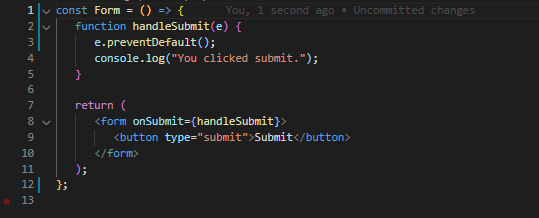 1 const Form = () => { You, 1 second ago • Uncommitted changes
2 function handleSubmit(e) {
3 e.preventDefault();
4 console.log("You clicked submit.");
5 }
6
7 return (
8 <form onSubmit={handleSubmit}>
9 <button type="submit">Submit</button>
10 </form>
11 );
12 };
13